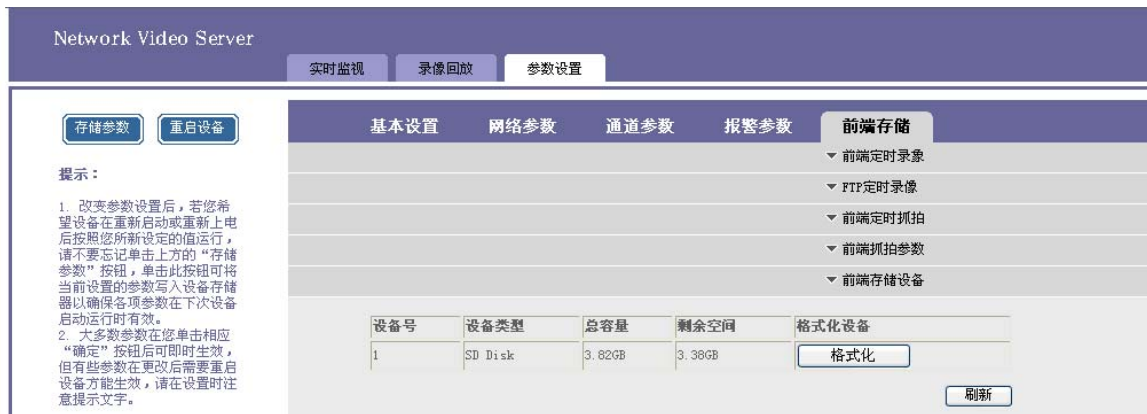 Network Video Server
实时监视 录像回放 参数设置
存储参数 重启设备
基本设置 网络参数 通道参数 报警参数 前端存储
前端定时录象
FTP定时录像
前端定时抓拍
前端抓拍参数
前端存储设备
提示：
1. 改变参数设置后，若您希
望设备在重新启动或重新上电
后按照您所新设定的值运行，
请不要忘记单击上方的“存储
参数”按钮，单击此按钮可将
当前设置的参数写入设备存储
器以确保各项参数在下次设备
启动运行时有效。
2. 大多数参数在您单击相应
“确定”按钮后可即时生效，
但有些参数在更改后需要重启
设备方能生效，请在设置时注
意提示文字。
设备号 设备类型 总容量 剩余空间 格式化设备
1 SD Disk 3.82GB 3.38GB 格式化
刷新